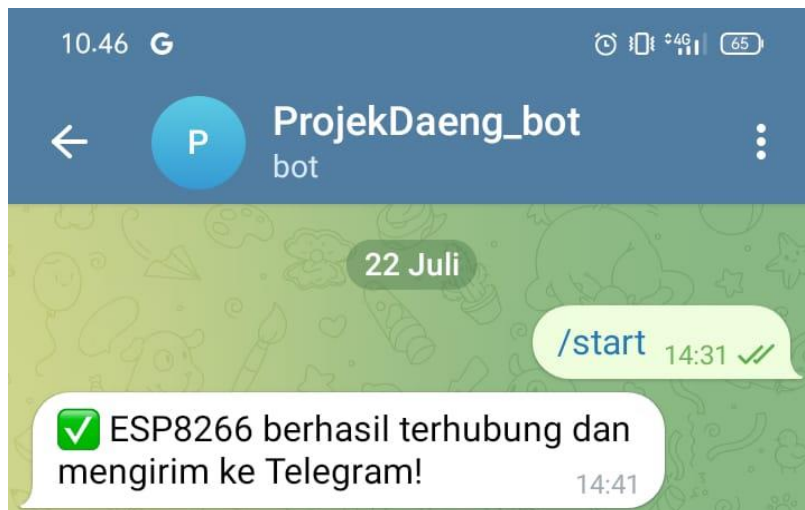 10.46 G
4G 65
P
ProjekDaeng_bot
bot
22 Juli
/start 14:31
✅ ESP8266 berhasil terhubung dan
mengirim ke Telegram!
14:41